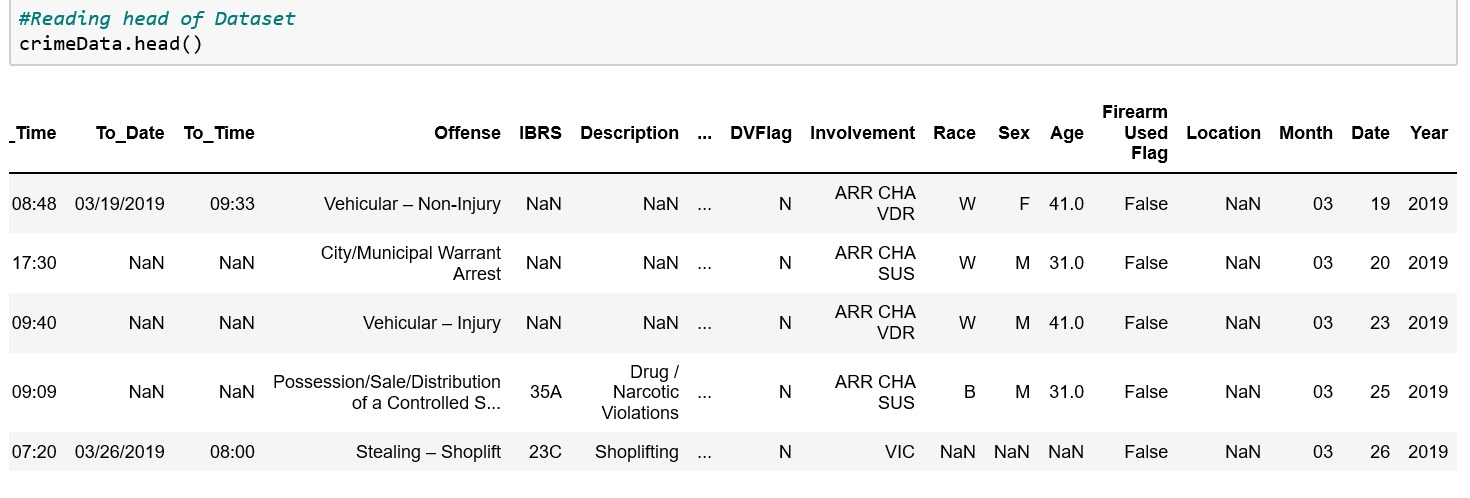 #Reading head of Dataset
crimeData.head()
_Time To_Date To_Time Offense IBRS Description ... DVFlag Involvement Race Sex Age Firearm Used Flag Location Month Date Year
08:48 03/19/2019 09:33 Vehicular – Non-Injury NaN NaN ... N ARR CHA VDR W F 41.0 False NaN 03 19 2019
17:30 NaN NaN City/Municipal Warrant Arrest NaN NaN ... N ARR CHA SUS W M 31.0 False NaN 03 20 2019
09:40 NaN NaN Vehicular – Injury NaN NaN ... N ARR CHA VDR W M 41.0 False NaN 03 23 2019
09:09 NaN NaN Possession/Sale/Distribution of a Controlled S... 35A Drug / Narcotic Violations ... N ARR CHA SUS B M 31.0 False NaN 03 25 2019
07:20 03/26/2019 08:00 Stealing – Shoplift 23C Shoplifting ... N VIC NaN NaN NaN False NaN 03 26 2019